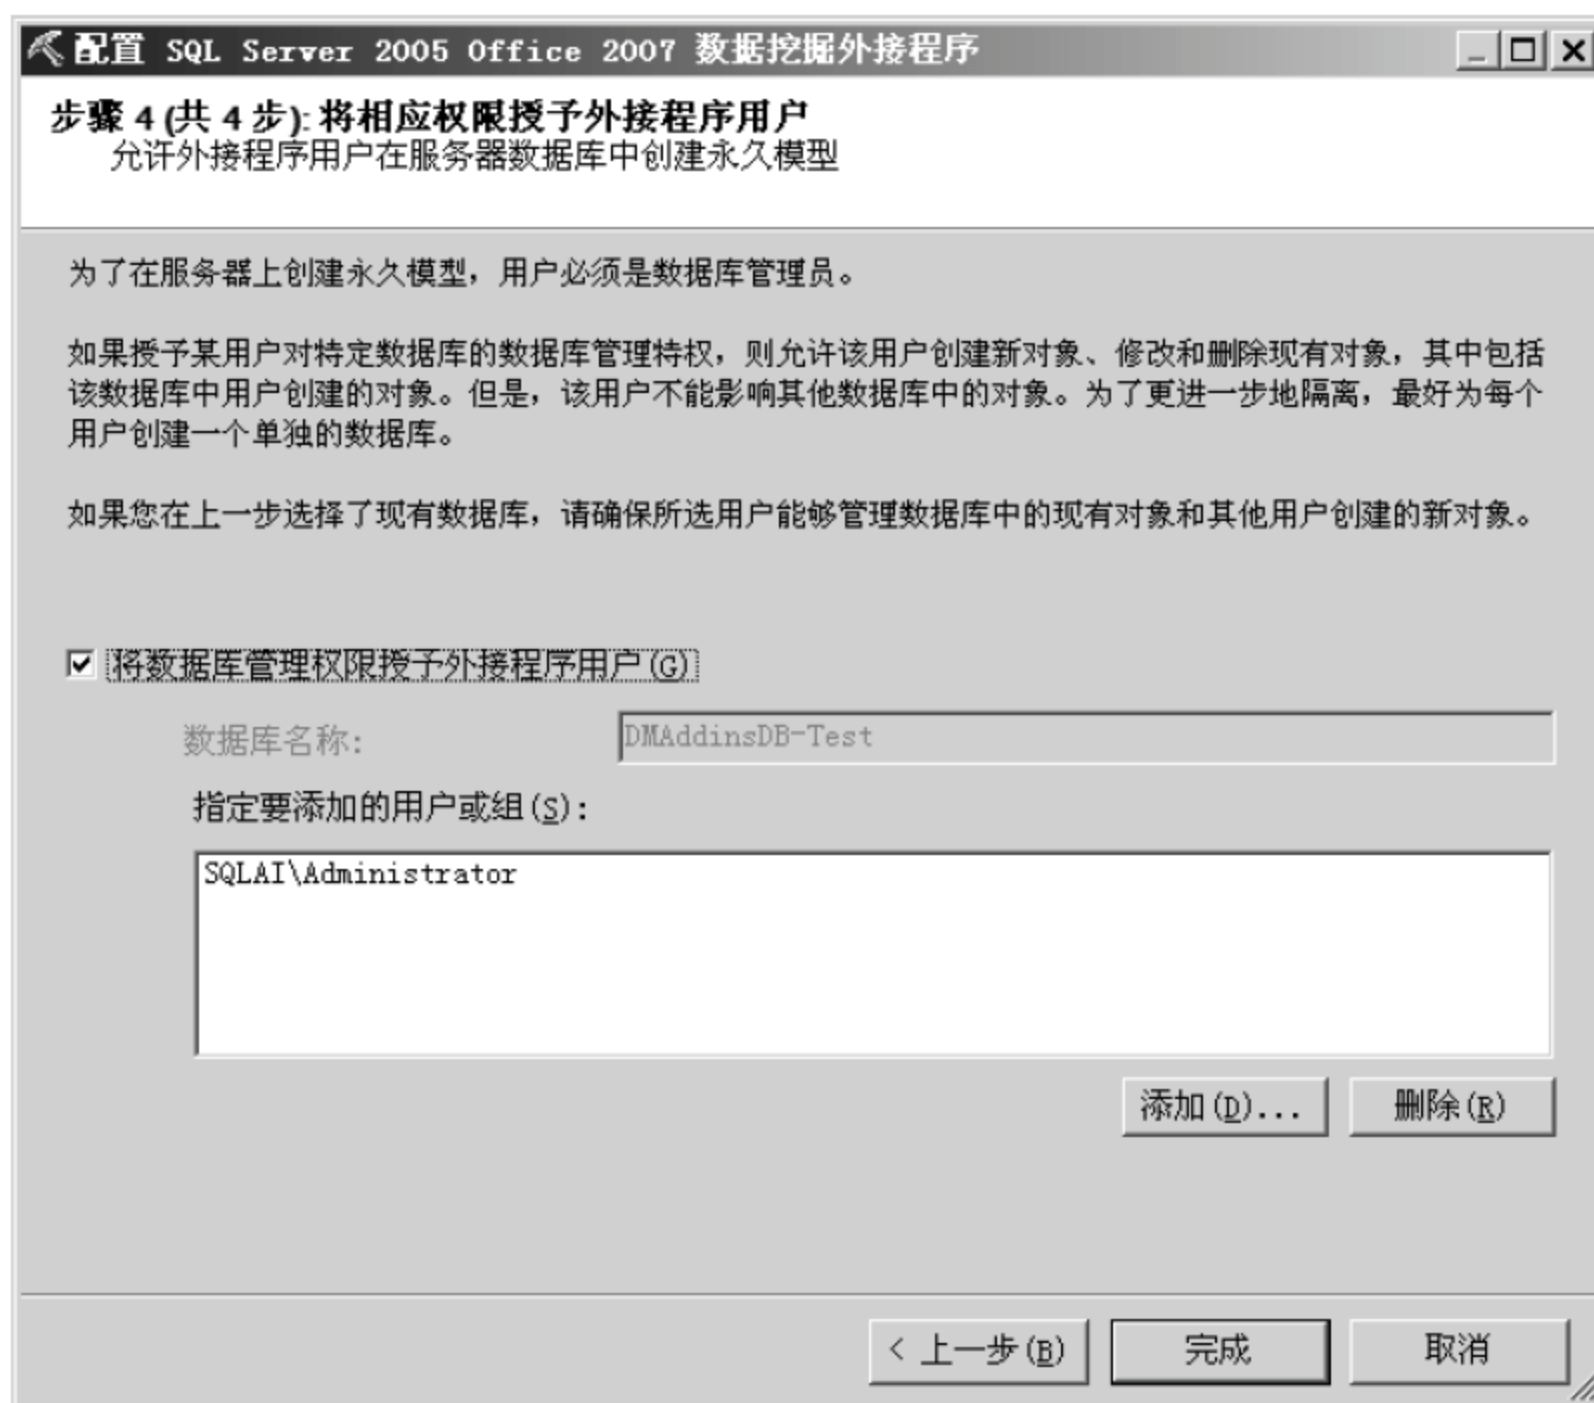 配置 SQL Server 2005 Office 2007 数据挖掘外接程序
步骤 4 (共 4 步): 将相应权限授予外接程序用户
允许外接程序用户在服务器数据库中创建永久模型
为了在服务器上创建永久模型，用户必须是数据库管理员。
如果授予某用户对特定数据库的数据库管理特权，则允许该用户创建新对象、修改和删除现有对象，其中包括
该数据库中用户创建的对象。但是，该用户不能影响其他数据库中的对象。为了更进一步地隔离，最好为每个
用户创建一个单独的数据库。
如果您在上一步选择了现有数据库，请确保所选用户能够管理数据库中的现有对象和其他用户创建的新对象。
将数据库管理权限授予外接程序用户(G)
数据库名称:
DMAddinsDB-Test
指定要添加的用户或组(S):
SQLAI\Administrator
添加(D)...
删除(R)
< 上一步(B)
完成
取消